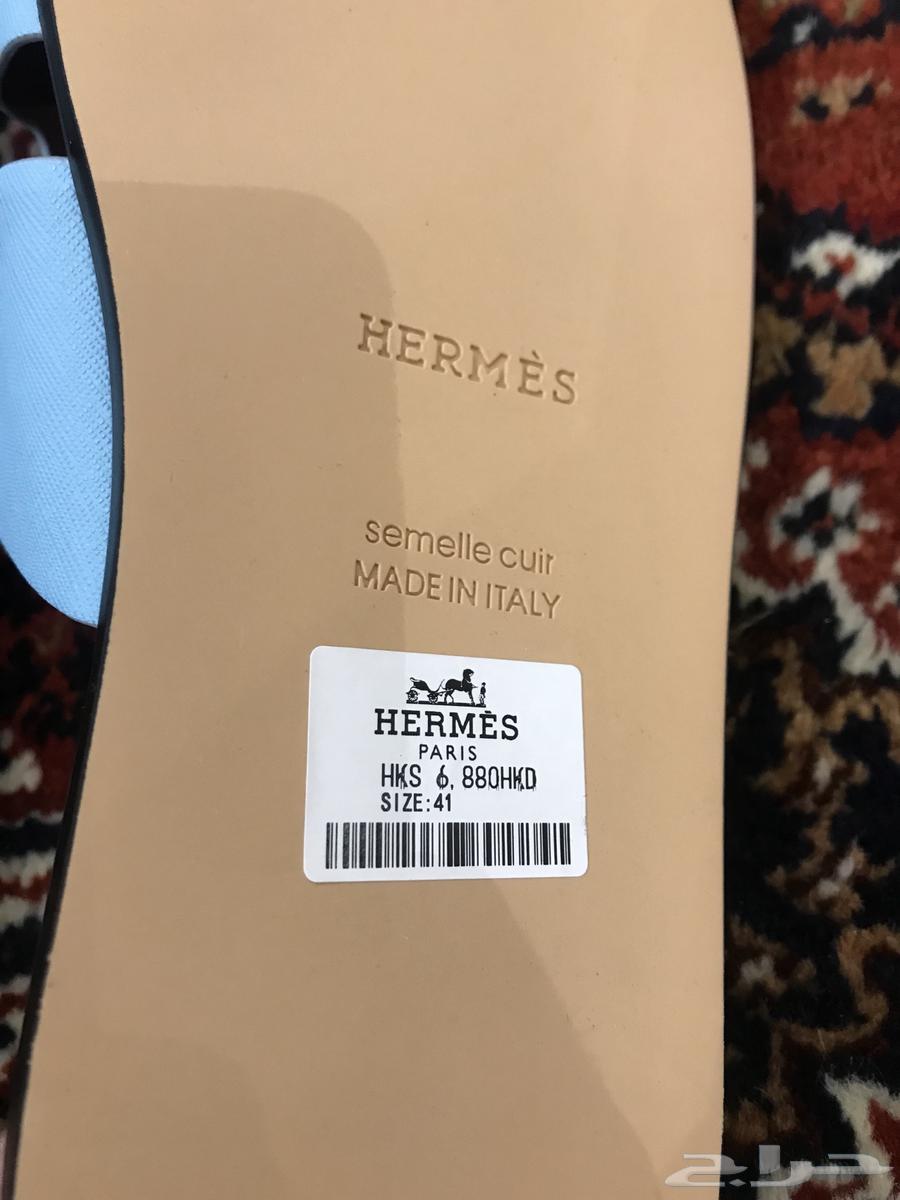 HERMÈS
semelle cuir
MADE IN ITALY
HERMÈS
PARIS
HKS 6,880HKD
SIZE:41
حراج